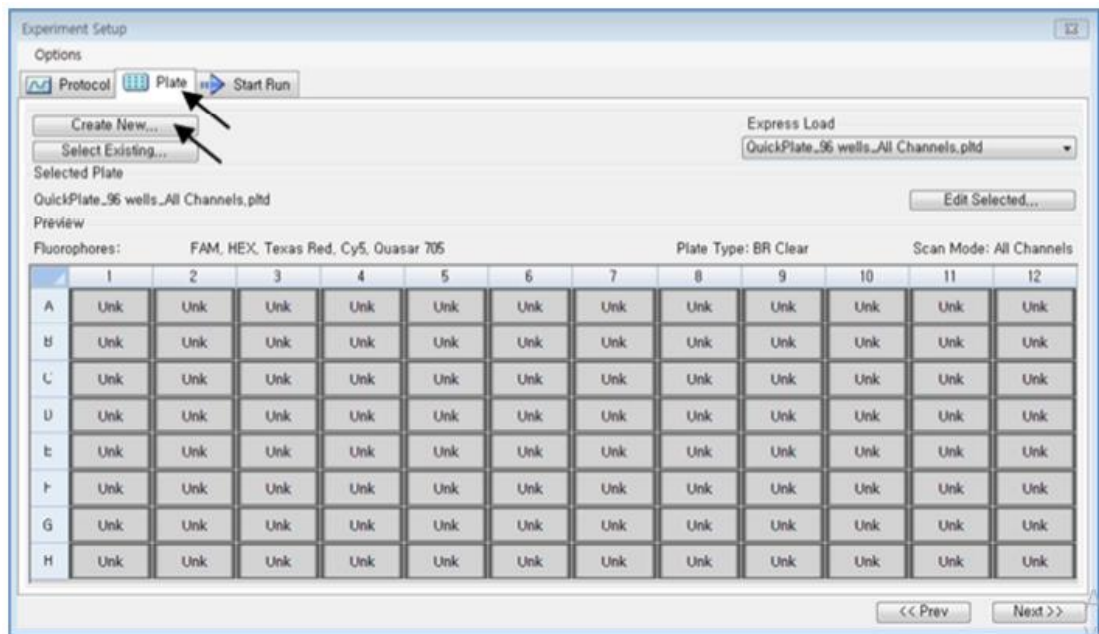 Experiment Setup
Options
Protocol Plate Start Run
Create New... Express Load
Select Existing... QuickPlate_96 wells_All Channels.pltd
Selected Plate
QuickPlate_96 wells_All Channels.pltd Edit Selected...
Preview
Fluorophores: FAM, HEX, Texas Red, Cy5, Quasar 705 Plate Type: BR Clear Scan Mode: All Channels
1 2 3 4 5 6 7 8 9 10 11 12
A Unk Unk Unk Unk Unk Unk Unk Unk Unk Unk Unk Unk
B Unk Unk Unk Unk Unk Unk Unk Unk Unk Unk Unk Unk
C Unk Unk Unk Unk Unk Unk Unk Unk Unk Unk Unk Unk
D Unk Unk Unk Unk Unk Unk Unk Unk Unk Unk Unk Unk
E Unk Unk Unk Unk Unk Unk Unk Unk Unk Unk Unk Unk
F Unk Unk Unk Unk Unk Unk Unk Unk Unk Unk Unk Unk
G Unk Unk Unk Unk Unk Unk Unk Unk Unk Unk Unk Unk
H Unk Unk Unk Unk Unk Unk Unk Unk Unk Unk Unk Unk
<< Prev Next >>